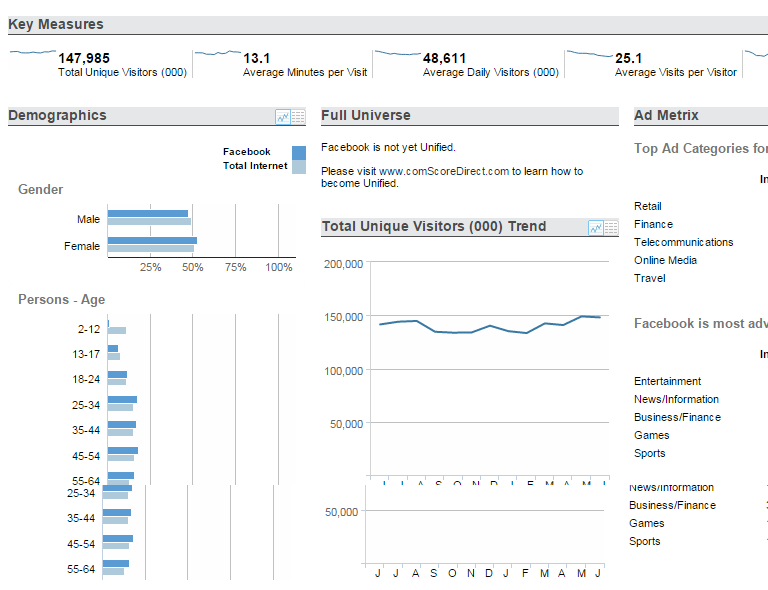 Key Measures
147,985
Total Unique Visitors (000)
13.1
Average Minutes per Visit
48,611
Average Daily Visitors (000)
25.1
Average Visits per Visitor
Demographics
Facebook
Total Internet
Gender
Male
Female
25% 50% 75% 100%
Persons - Age
2-12
13-17
18-24
25-34
35-44
45-54
55-64
25-34
35-44
45-54
55-64
Full Universe
Facebook is not yet Unified.
Please visit www.comScoreDirect.com to learn how to
become Unified.
Total Unique Visitors (000) Trend
200,000
150,000
100,000
50,000
J J A S O N D J F M A M J
50,000
J J A S O N D J F M A M J
Ad Metrix
Top Ad Categories for
Retail
Finance
Telecommunications
Online Media
Travel
Facebook is most adv
Entertainment
News/Information
Business/Finance
Games
Sports
News/Information
Business/Finance
Games
Sports